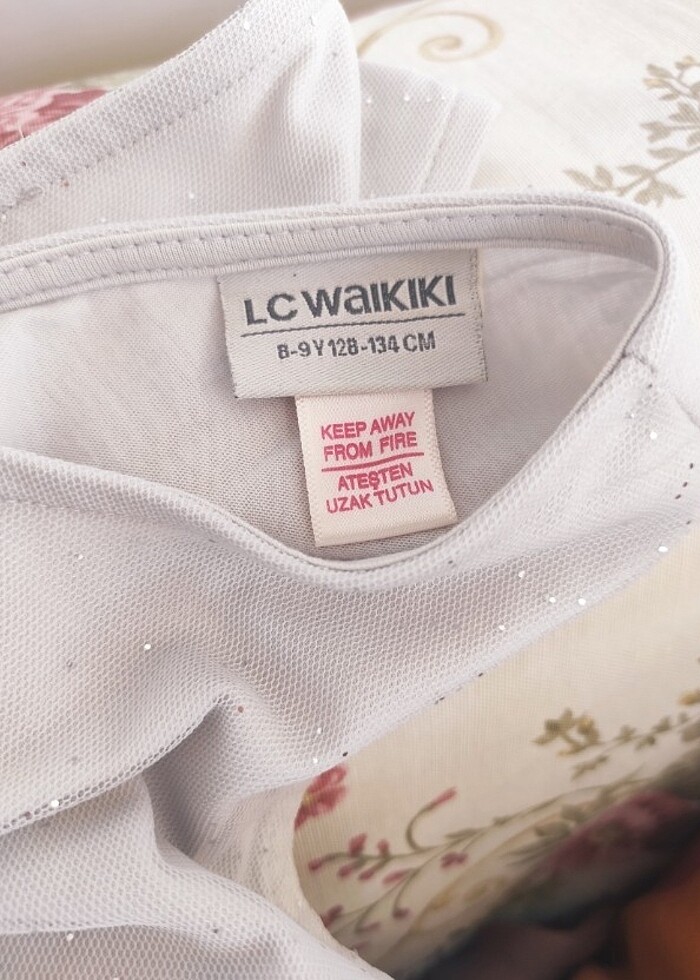 LC WAIKIKI
8-9 Y 128-134 CM
KEEP AWAY
FROM FIRE
ATEŞTEN
UZAK TUTUN